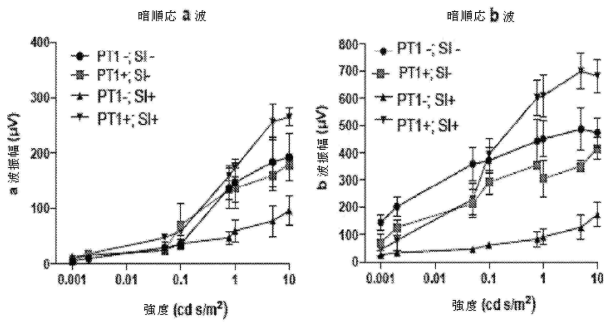 暗順応 a 波
400
300
200
100
0
a 波振幅 (μV)
PT1 -; SI -
PT1+; SI-
PT1-; SI+
PT1+; SI+
0.001 0.01 0.1 1 10
強度 (cd s/m²)
暗順応 b 波
800
700
600
500
400
300
200
100
0
b 波振幅 (μV)
PT1 -; SI -
PT1+; SI-
PT1-; SI+
PT1+; SI+
0.001 0.01 0.1 1 10
強度 (cd s/m²)